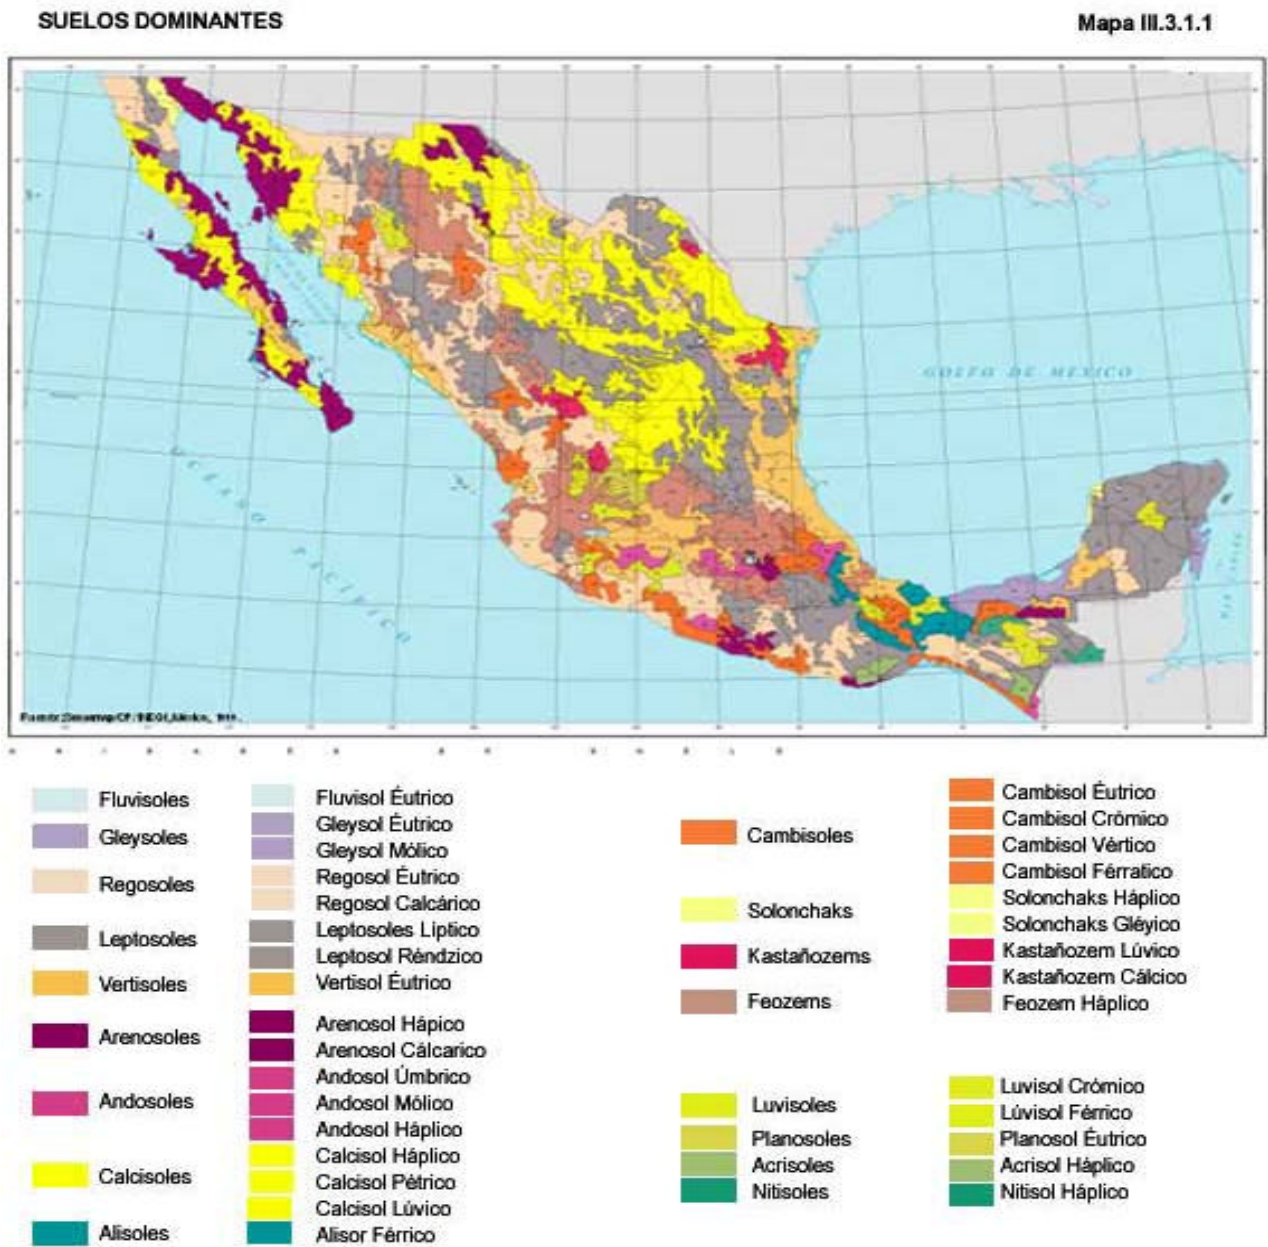 SUELOS DOMINANTES
Mapa III.3.1.1
GOLFO DE MEXICO
OCÉANO PACÍFICO
Fluvisoles
Gleysoles
Regosoles
Leptosoles
Vertisoles
Arenosoles
Andosoles
Calcisoles
Alisoles
Fluvisol Éutrico
Gleysol Éutrico
Gleysol Mólico
Regosol Éutrico
Regosol Calcárico
Leptosoles Líptico
Leptosol Réndzico
Vertisol Éutrico
Arenosol Hápico
Arenosol Cálcarico
Andosol Úmbrico
Andosol Mólico
Andosol Háplico
Calcisol Háplico
Calcisol Pétrico
Calcisol Lúvico
Alisor Férrico
Cambisoles
Solonchaks
Kastañozems
Feozems
Luvisoles
Planosoles
Acrisoles
Nitisoles
Cambisol Éutrico
Cambisol Crómico
Cambisol Vértico
Cambisol Férratico
Solonchaks Háplico
Solonchaks Gléyico
Kastañozem Lúvico
Kastañozem Cálcico
Feozem Háplico
Luvisol Crómico
Lúvisol Férrico
Planosol Éutrico
Acrisol Háplico
Nitisol Háplico